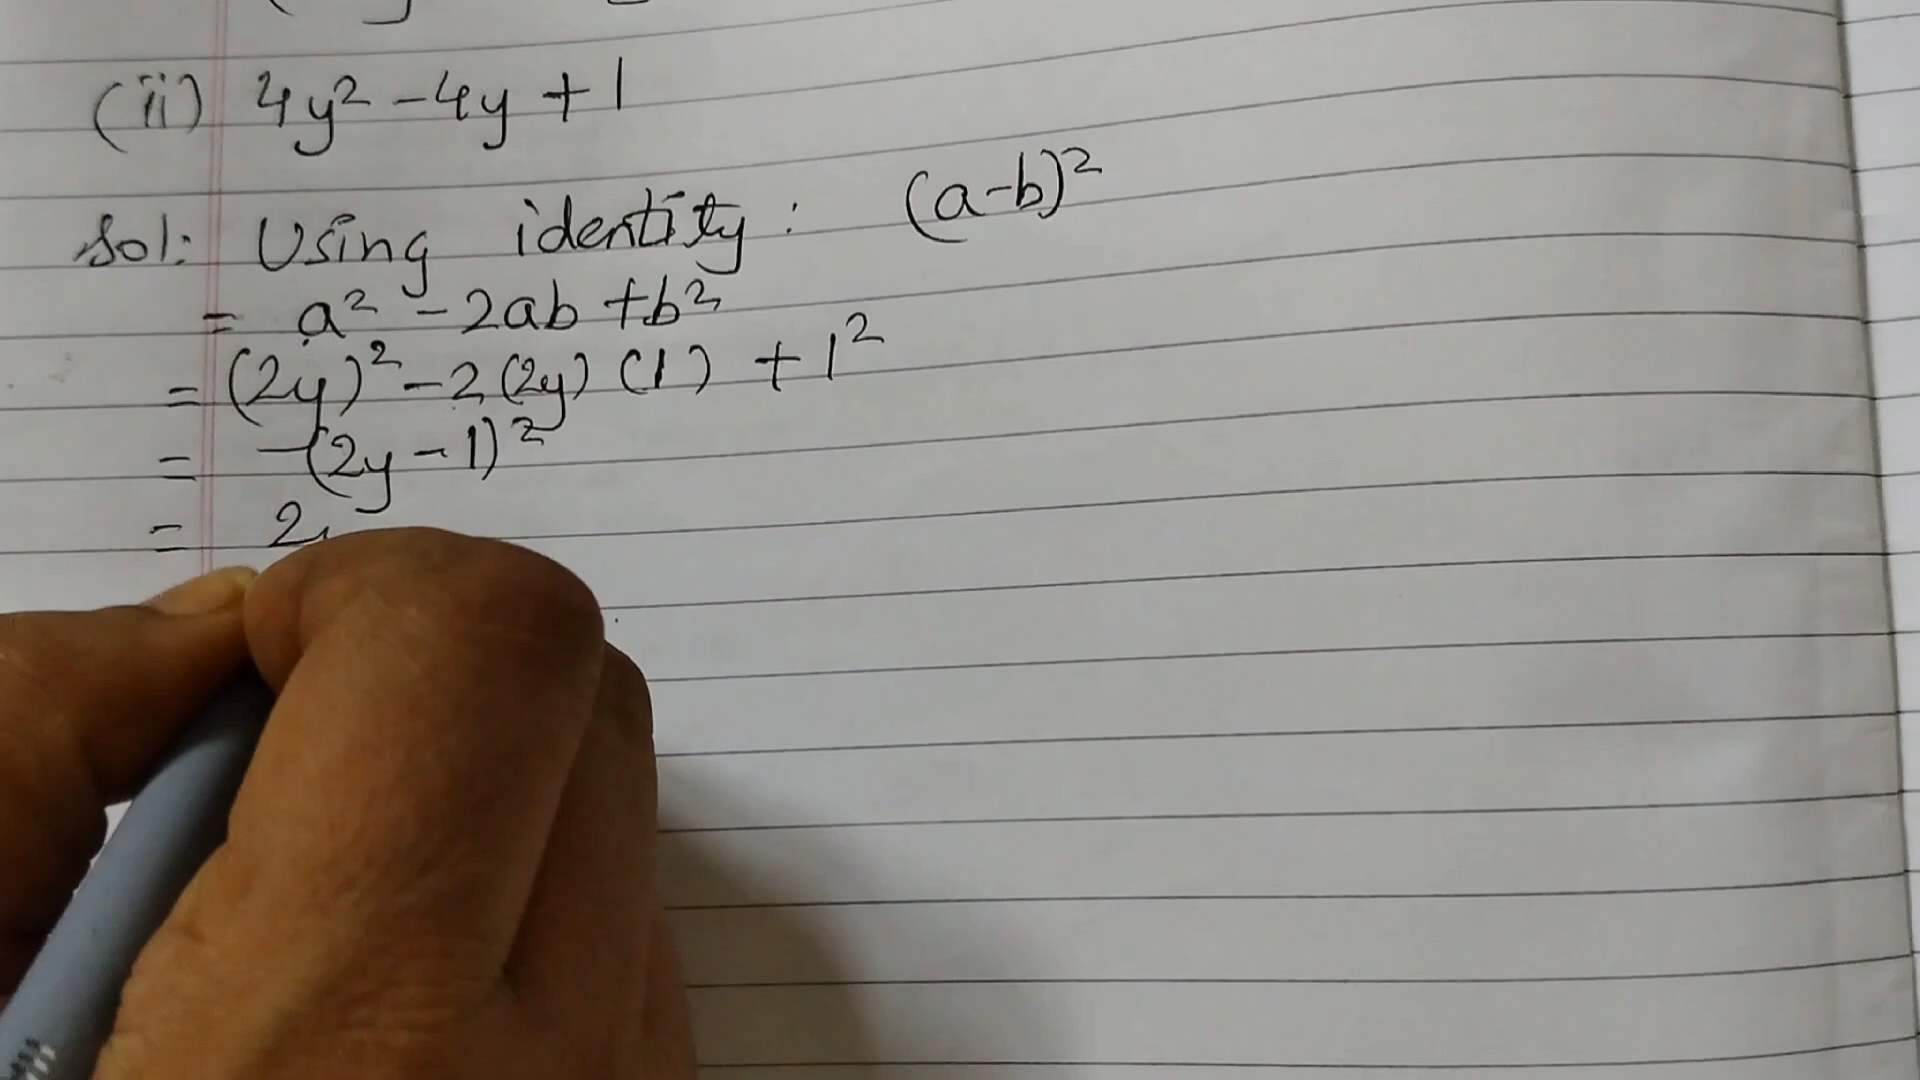 (ii) 4y² - 4y + 1
Sol: Using identity : (a-b)²
= a² - 2ab + b²
= (2y)² - 2(2y) (1) + 1²
= -(2y - 1)²
= 2